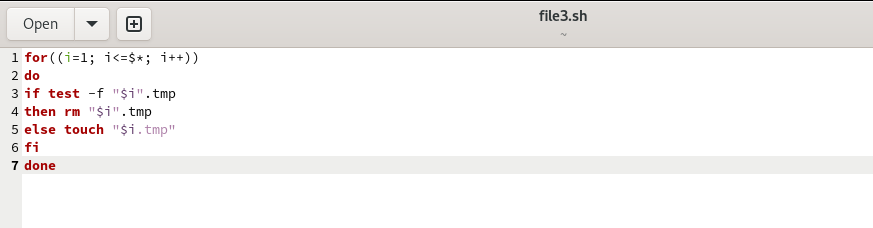 Open
file3.sh
~
1 for((i=1; i<=$*; i++))
2 do
3 if test -f "$i".tmp
4 then rm "$i".tmp
5 else touch "$i.tmp"
6 fi
7 done